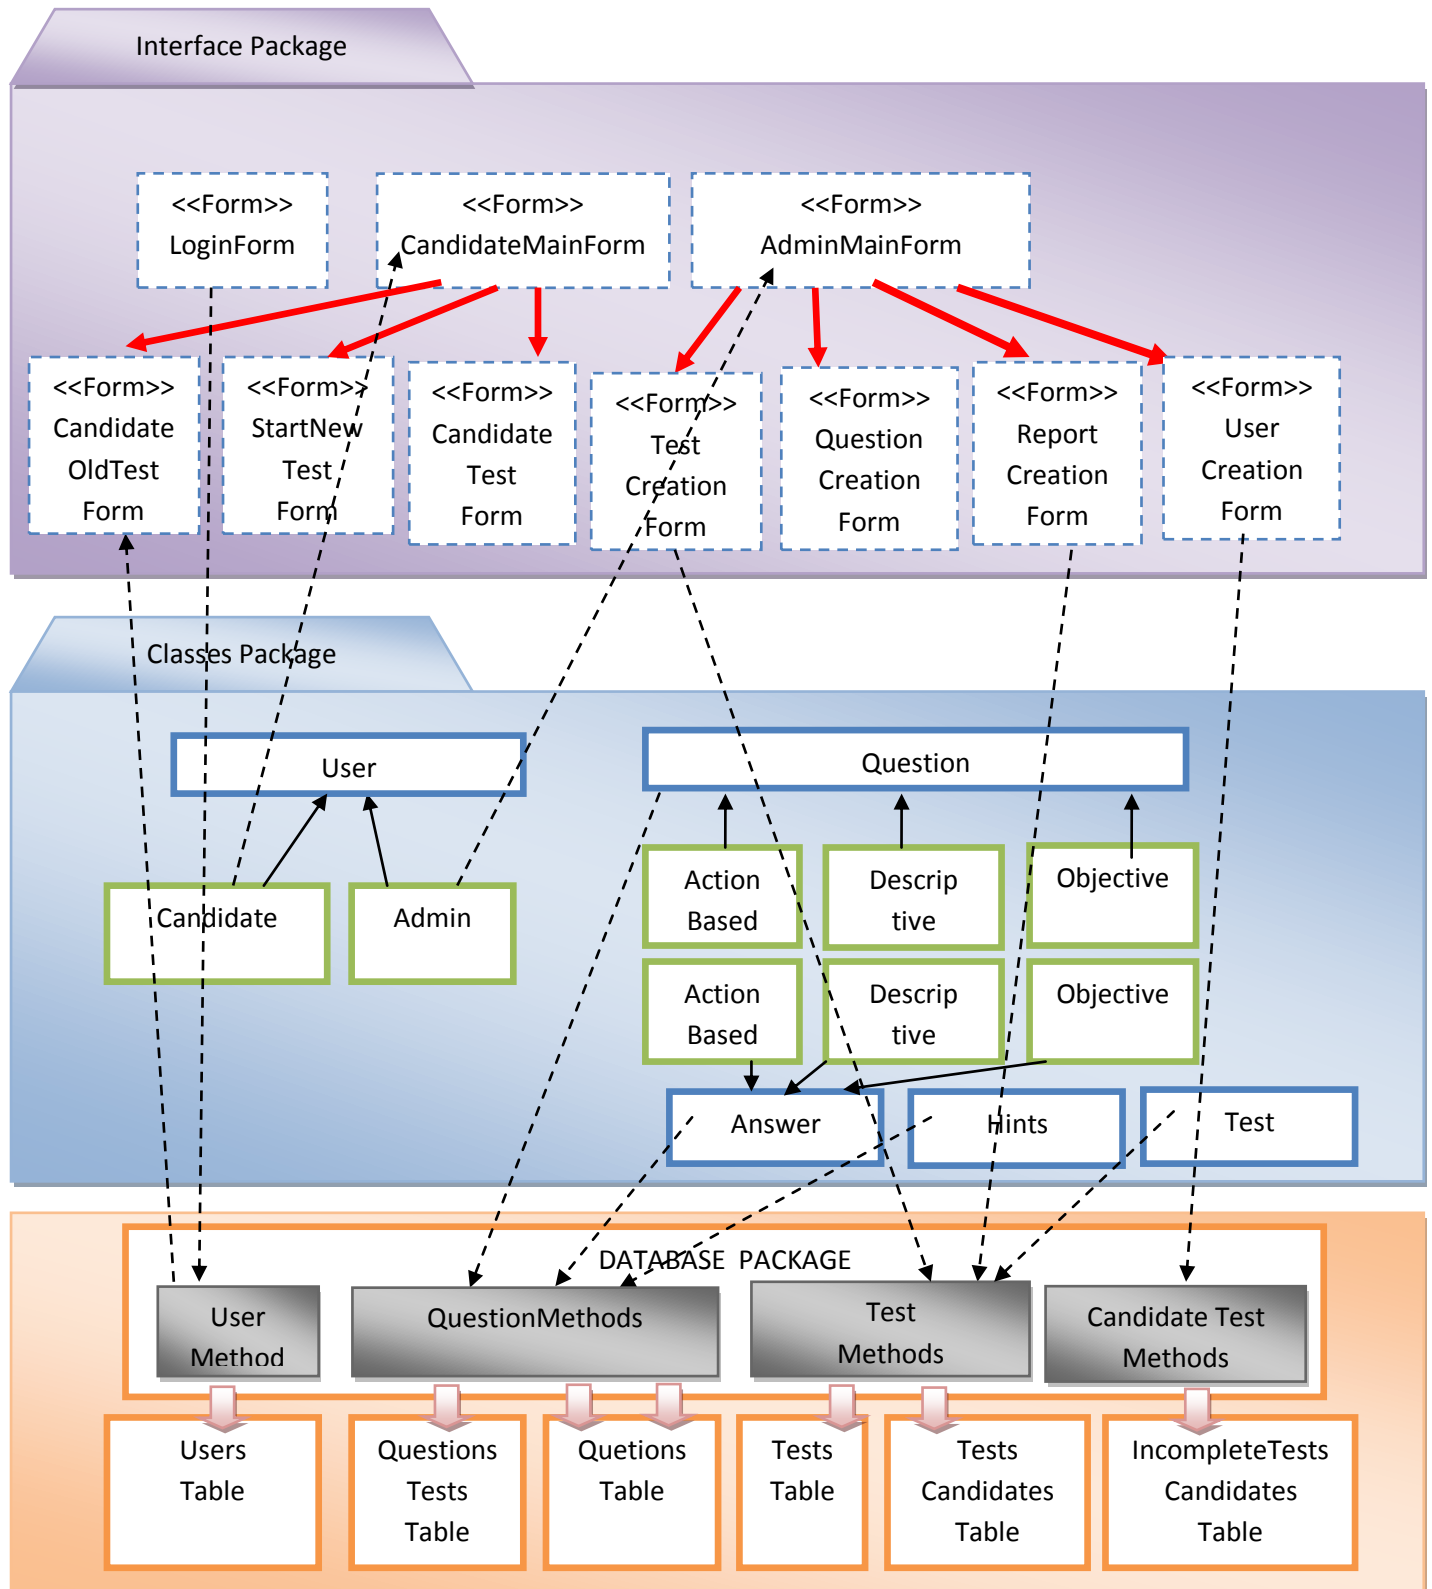 Interface Package
<<Form>>
LoginForm
<<Form>>
CandidateMainForm
<<Form>>
AdminMainForm
<<Form>>
Candidate
OldTest
Form
<<Form>>
StartNew
Test
Form
<<Form>>
Candidate
Test
Form
<<Form>>
Test
Creation
Form
<<Form>>
Question
Creation
Form
<<Form>>
Report
Creation
Form
<<Form>>
User
Creation
Form
Classes Package
User
Question
Candidate
Admin
Action
Based
Descrip
tive
Objective
Action
Based
Descrip
tive
Objective
Answer
Hints
Test
DATABASE PACKAGE
User
Method
QuestionMethods
Test
Methods
Candidate Test
Methods
Users
Table
Questions
Tests
Table
Quetions
Table
Tests
Table
Tests
Candidates
Table
IncompleteTests
Candidates
Table